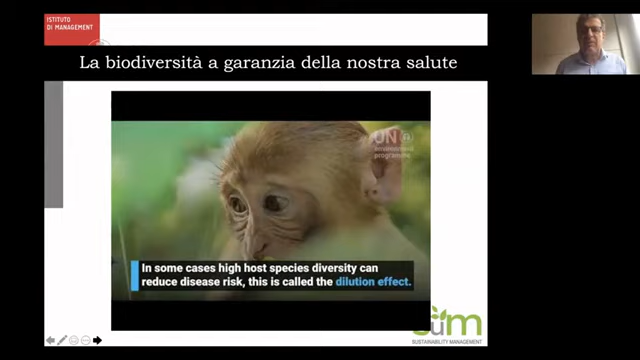 ISTITUTO
DI MANAGEMENT
La biodiversità a garanzia della nostra salute
UN
environment
programme
In some cases high host species diversity can
reduce disease risk, this is called the dilution effect.
SuM
SUSTAINABILITY MANAGEMENT